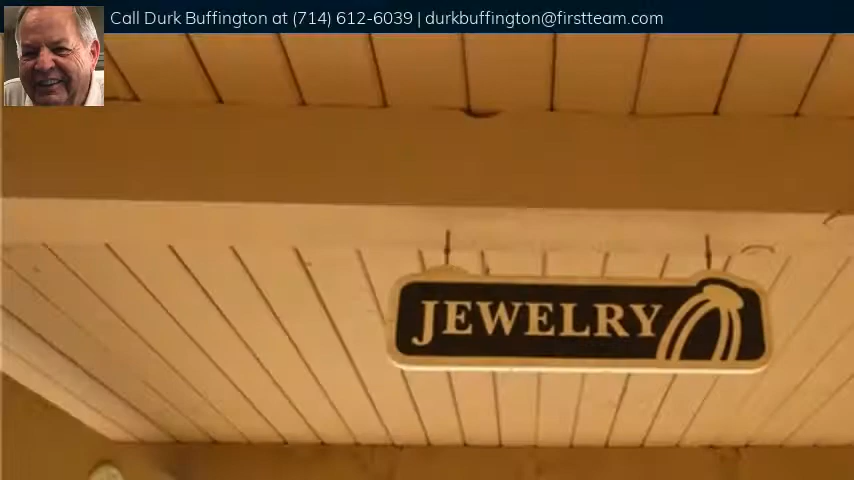 Call Durk Buffington at (714) 612-6039 | durkbuffington@firstteam.com
JEWELRY